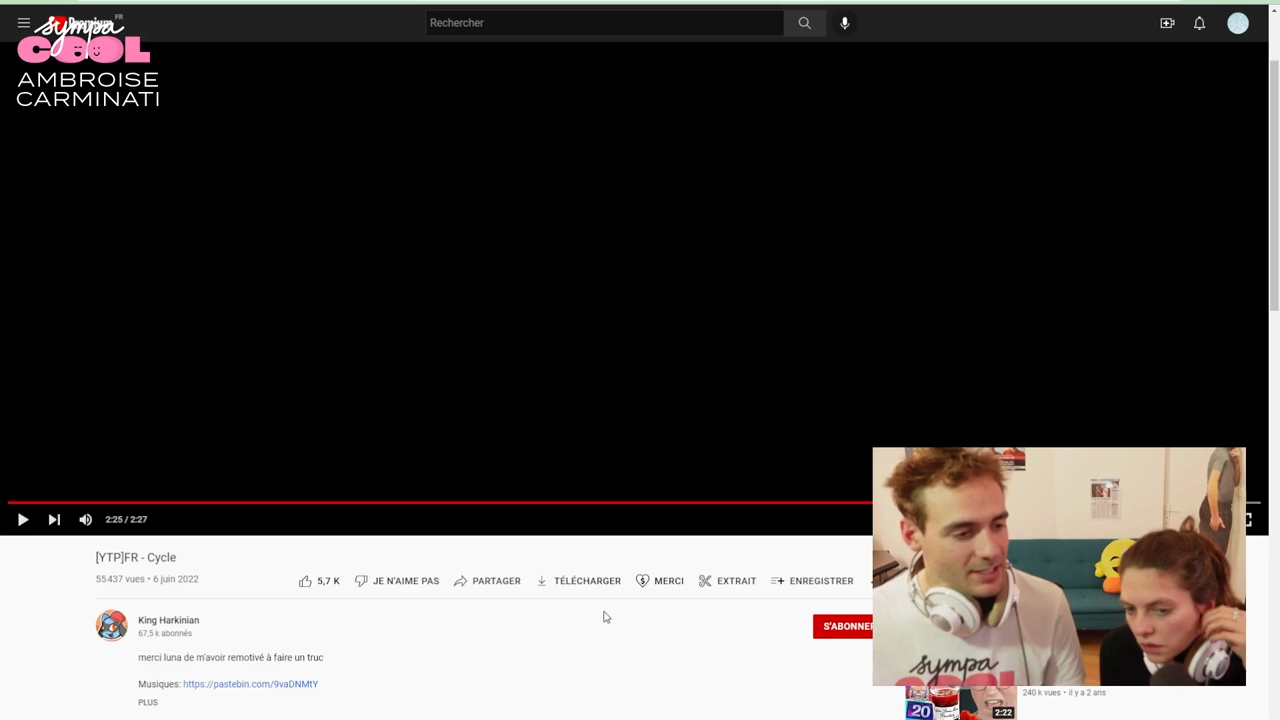 Premium FR
sympa
COOL
AMBROISE
CARMINATI
Rechercher
2:25 / 2:27
[YTP]FR - Cycle
55 437 vues • 6 juin 2022
5,7 K
JE N'AIME PAS
PARTAGER
TÉLÉCHARGER
MERCI
EXTRAIT
ENREGISTRER
King Harkinian
67,5 k abonnés
S'ABONNER
merci luna de m'avoir remotivé à faire un truc
Musiques: https://pastebin.com/9vaDNMtY
PLUS
sympa
COOL
20
2:22
240 k vues • il y a 2 ans